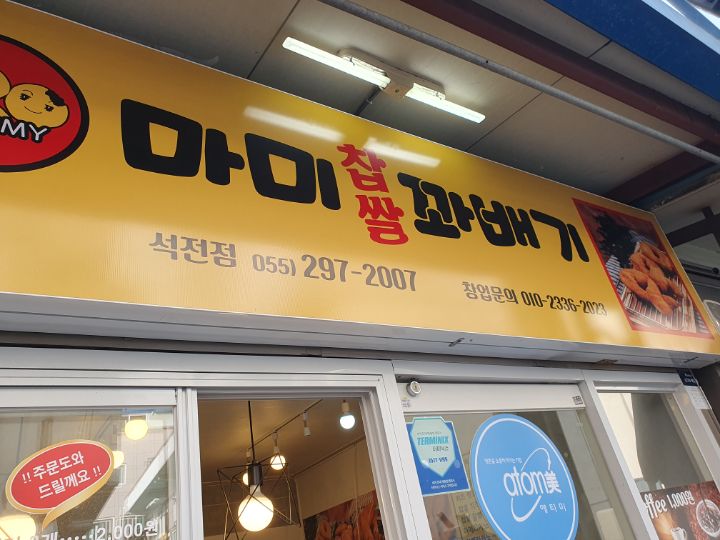 MY
마미찹쌀꽈배기
석전점 055) 297-2007
창업문의 010-2336-2023
!! 주문도와
드릴께요 !!
2,000원
TERMINIX
atom美
애터미
ffee 1,000원